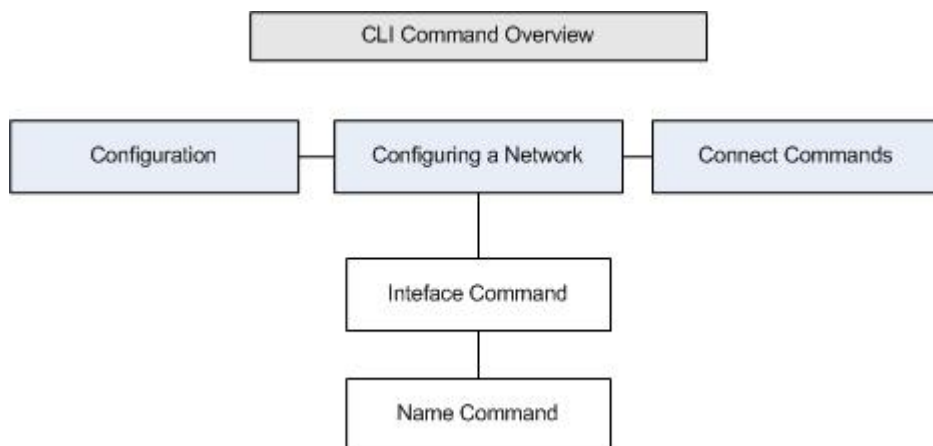 CLI Command Overview
Configuration
Configuring a Network
Connect Commands
Inteface Command
Name Command